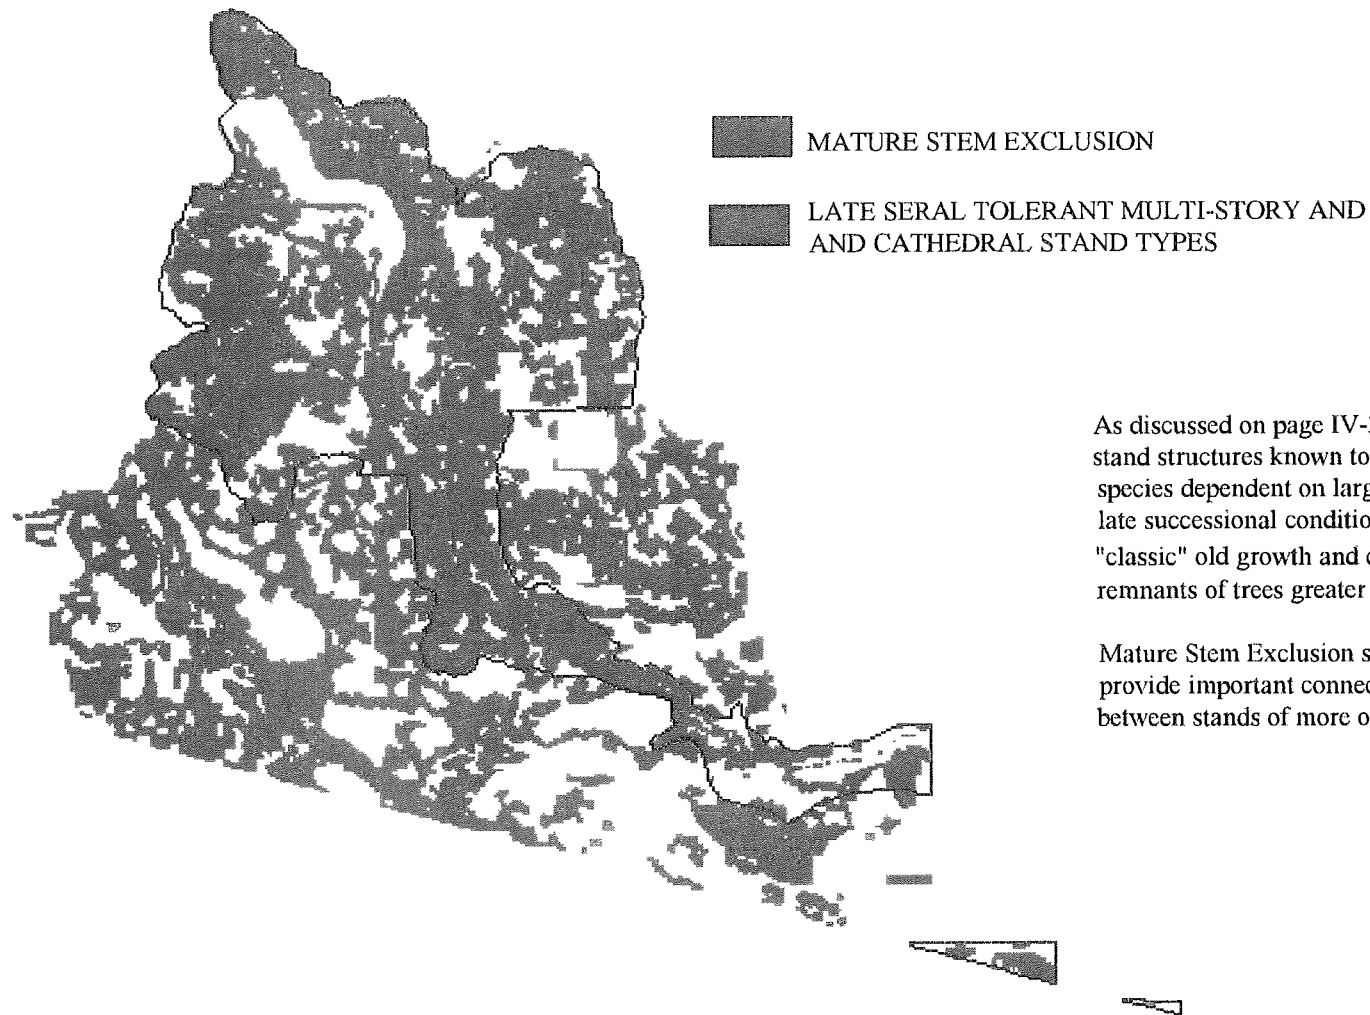 MATURE STEM EXCLUSION
LATE SERAL TOLERANT MULTI-STORY AND
AND CATHEDRAL STAND TYPES
As discussed on page IV-
stand structures known to
species dependent on larg
late successional conditio
"classic" old growth and
remnants of trees greater
Mature Stem Exclusion s
provide important connec
between stands of more o